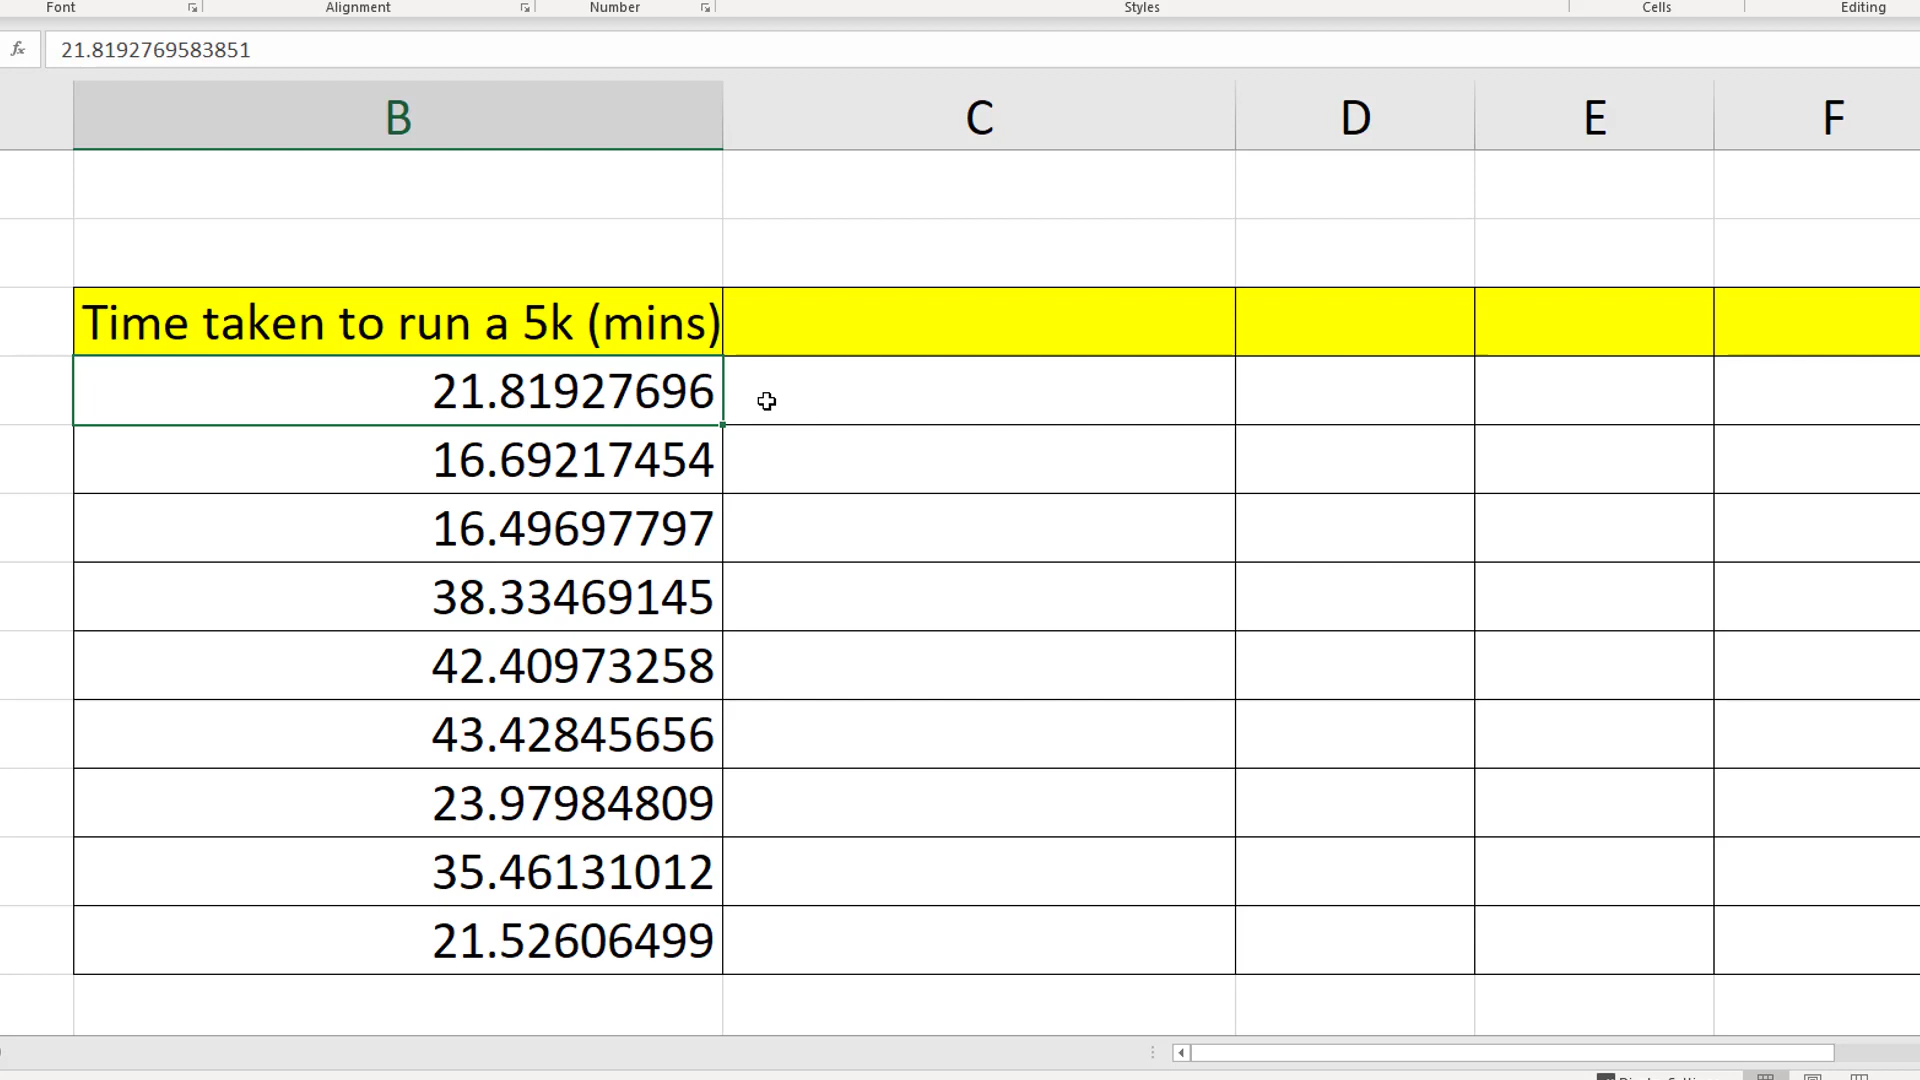 Font Alignment Number Styles Cells Editing
fx 21.8192769583851
B C D E F
Time taken to run a 5k (mins)
21.81927696
16.69217454
16.49697797
38.33469145
42.40973258
43.42845656
23.97984809
35.46131012
21.52606499